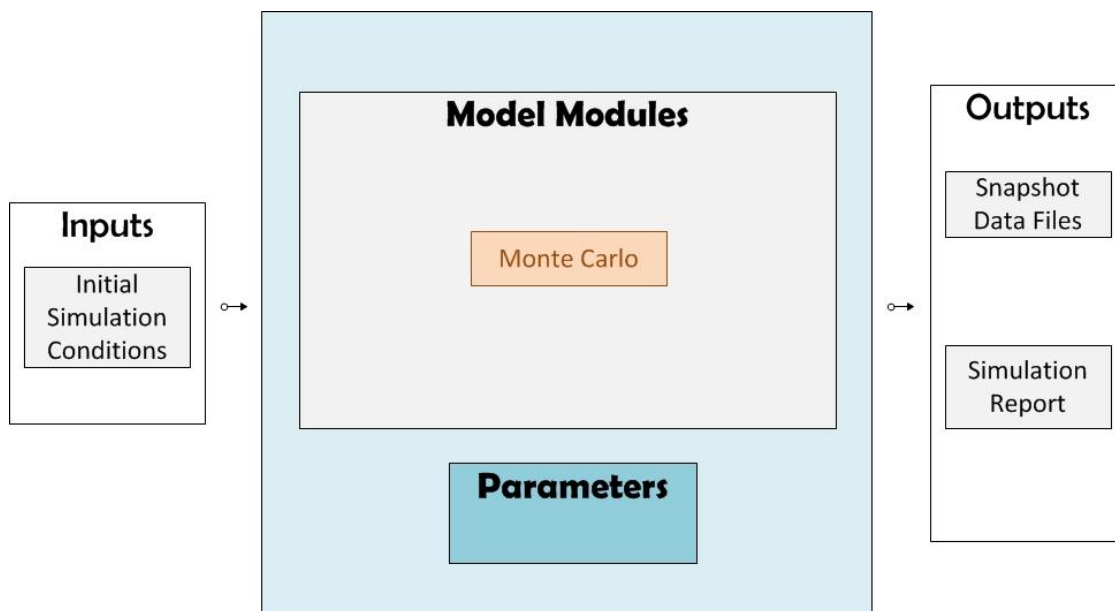 Inputs
Initial
Simulation
Conditions
Model Modules
Monte Carlo
Parameters
Outputs
Snapshot
Data Files
Simulation
Report